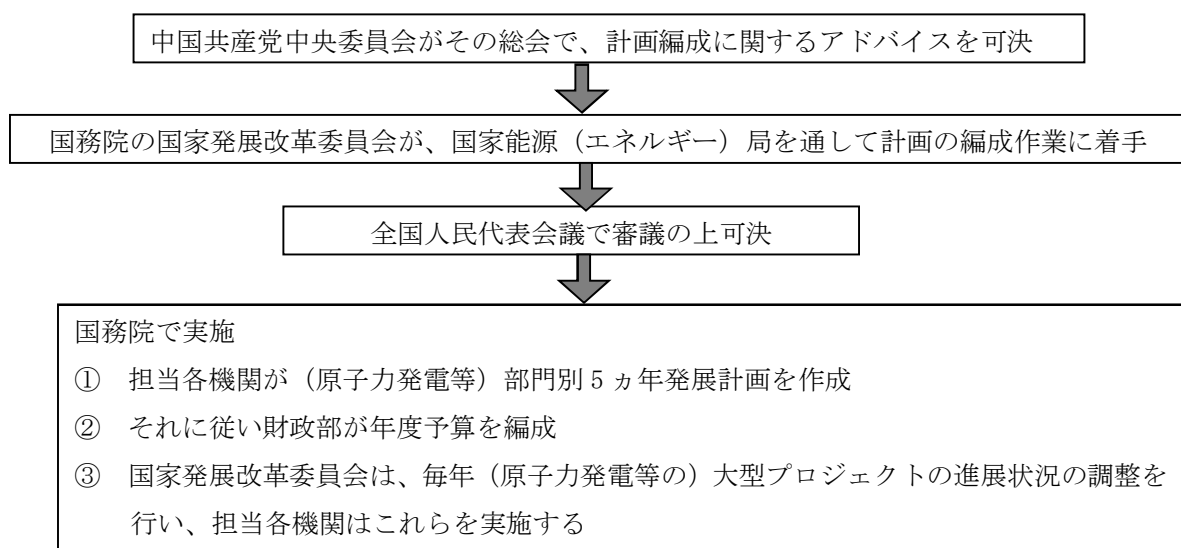 中国共産党中央委員会がその総会で、計画編成に関するアドバイスを可決
国務院の国家発展改革委員会が、国家能源（エネルギー）局を通して計画の編成作業に着手
全国人民代表会議で審議の上可決
国務院で実施
① 担当各機関が（原子力発電等）部門別５ヵ年発展計画を作成
② それに従い財政部が年度予算を編成
③ 国家発展改革委員会は、毎年（原子力発電等の）大型プロジェクトの進展状況の調整を
行い、担当各機関はこれらを実施する